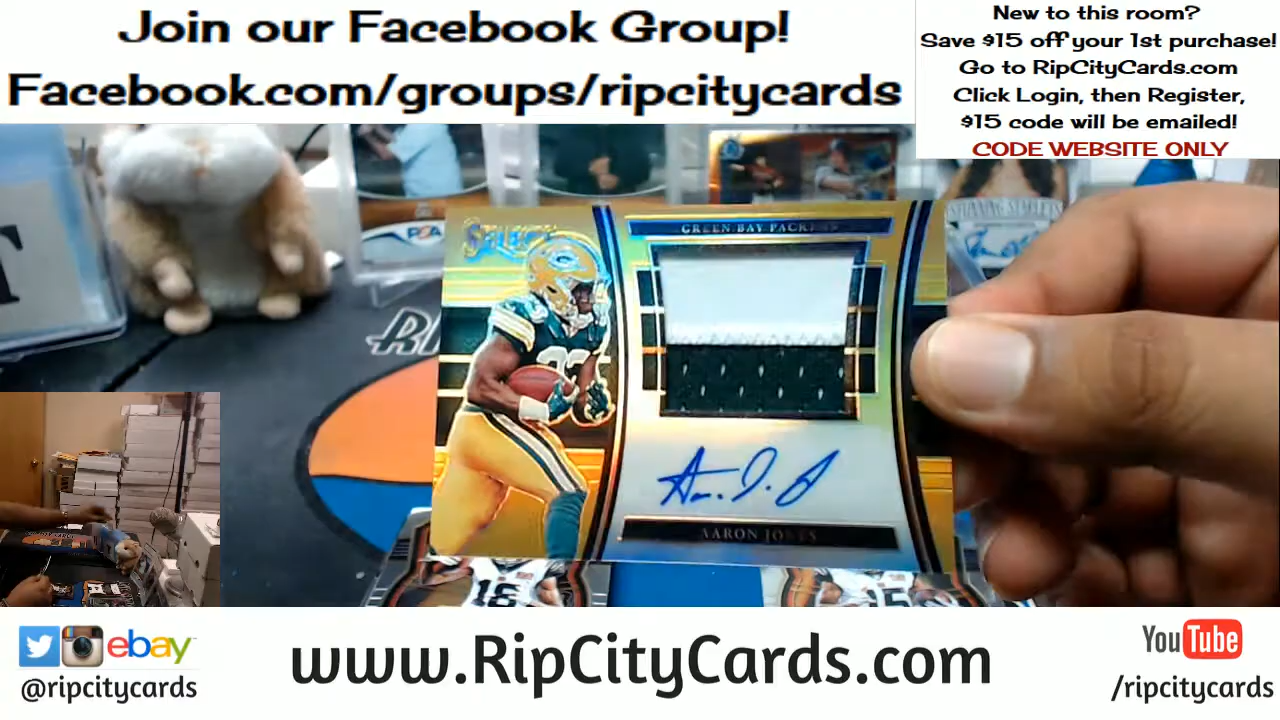 Join our Facebook Group!
Facebook.com/groups/ripcitycards
New to this room?
Save $15 off your 1st purchase!
Go to RipCityCards.com
Click Login, then Register,
$15 code will be emailed!
CODE WEBSITE ONLY
PSA
SELECT
GREEN BAY PACKERS
AARON JONES
ebay
@ripcitycards
www.RipCityCards.com
YouTube
/ripcitycards